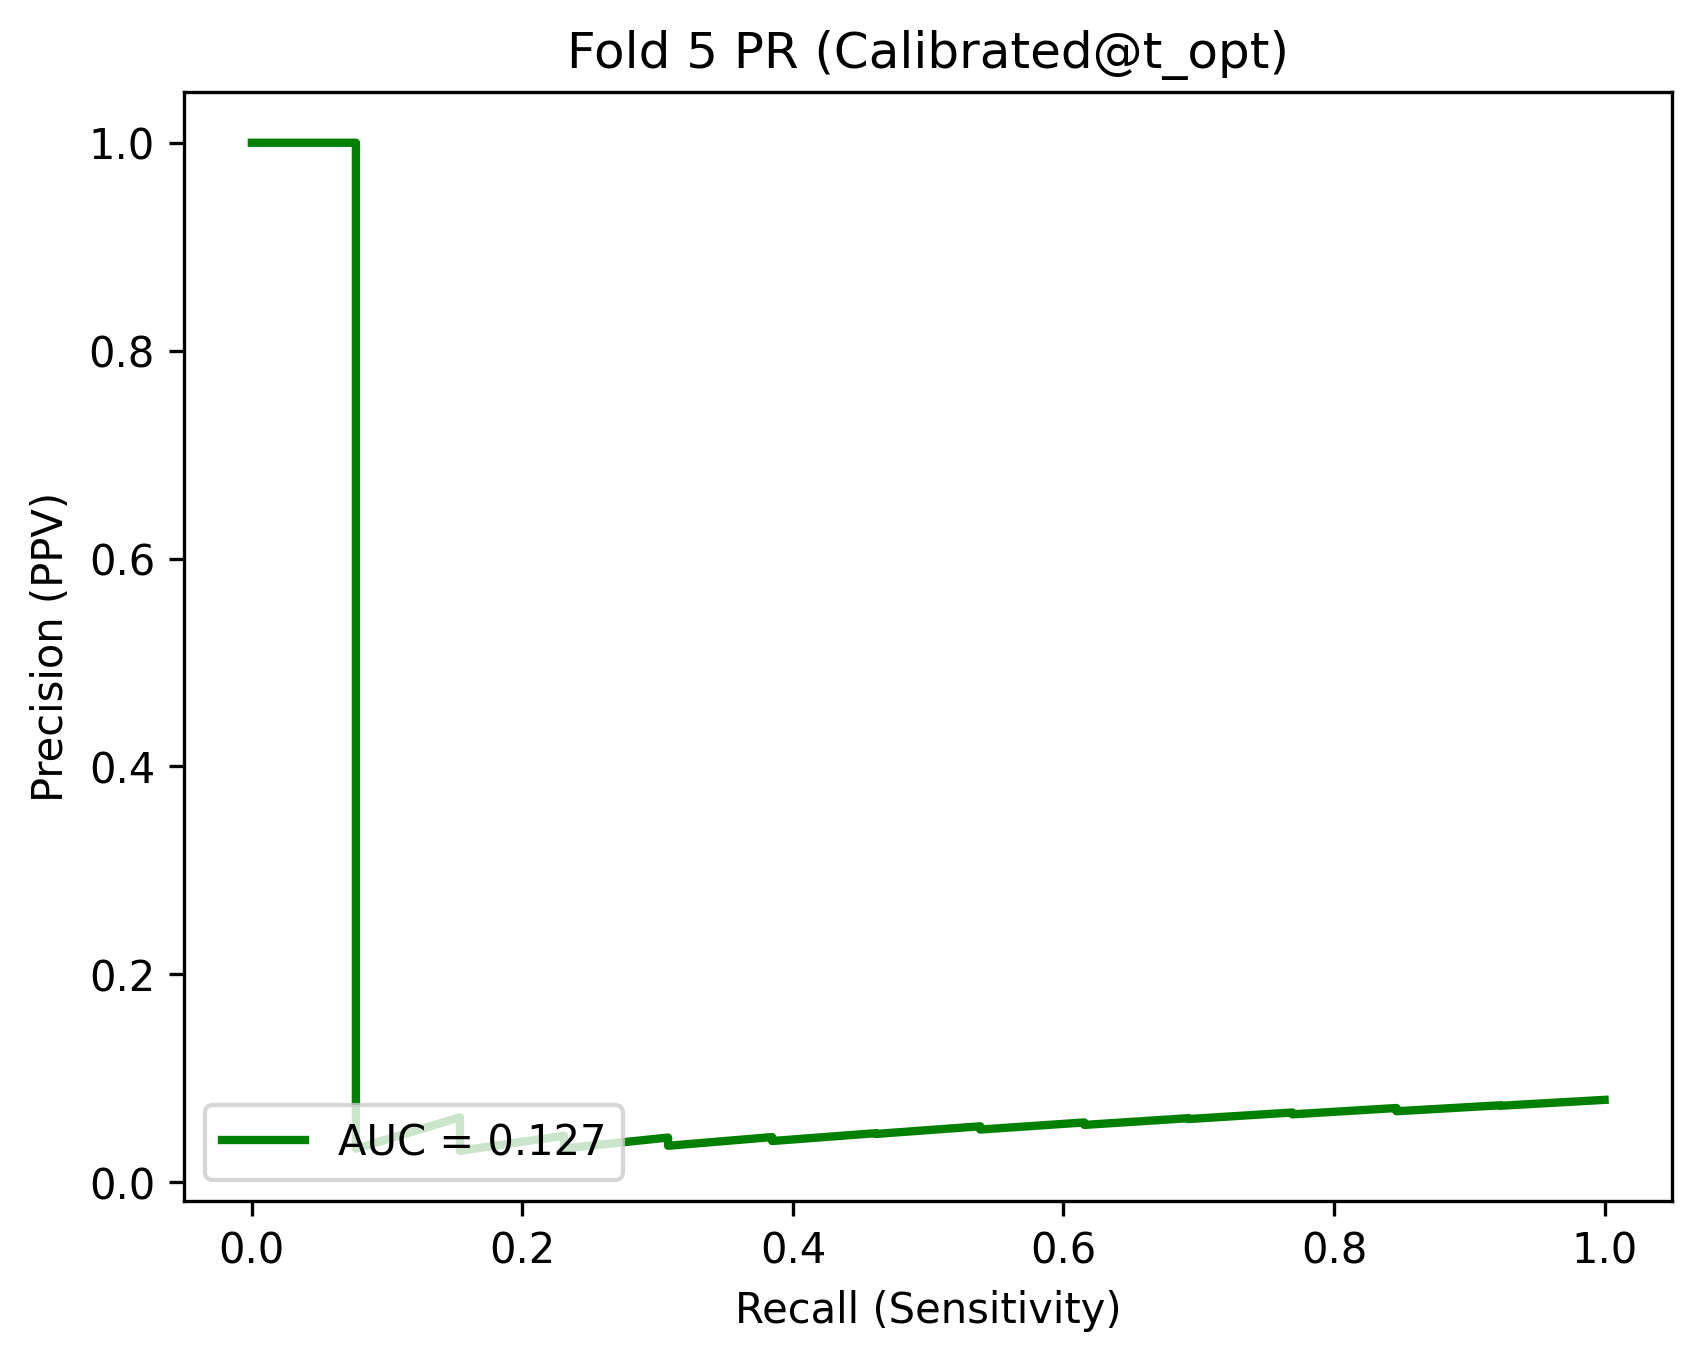 Fold 5 PR (Calibrated@t_opt)
1.0
0.8
0.6
0.4
0.2
0.0
Precision (PPV)
AUC = 0.127
0.0 0.2 0.4 0.6 0.8 1.0
Recall (Sensitivity)